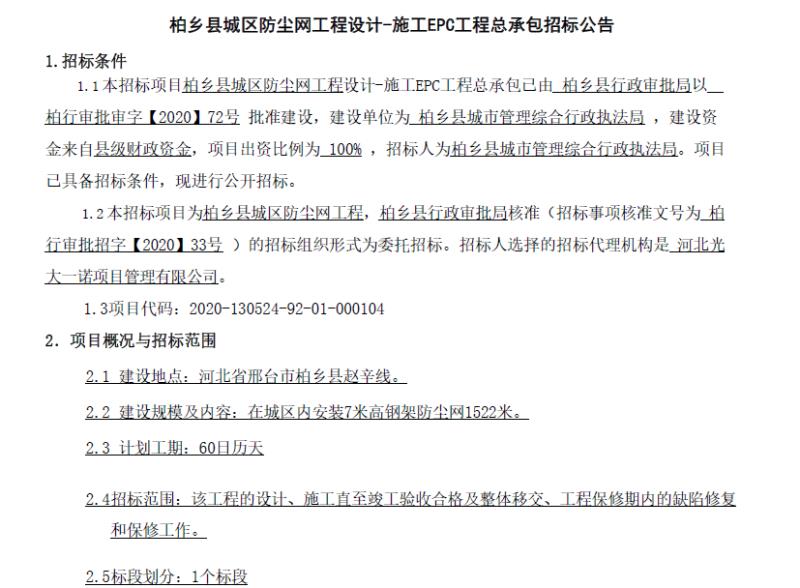 柏乡县城区防尘网工程设计-施工EPC工程总承包招标公告
1.招标条件
1.1本招标项目柏乡县城区防尘网工程设计-施工EPC工程总承包已由 柏乡县行政审批局以
柏行审批审字【2020】72号 批准建设，建设单位为 柏乡县城市管理综合行政执法局 ，建设资
金来自县级财政资金，项目出资比例为 100% ，招标人为柏乡县城市管理综合行政执法局。项目
已具备招标条件，现进行公开招标。
1.2本招标项目为柏乡县城区防尘网工程，柏乡县行政审批局核准（招标事项核准文号为 柏
行审批招字【2020】33号 ）的招标组织形式为委托招标。招标人选择的招标代理机构是 河北光
大一诺项目管理有限公司。
1.3项目代码：2020-130524-92-01-000104
2. 项目概况与招标范围
2.1 建设地点：河北省邢台市柏乡县赵辛线。
2.2 建设规模及内容：在城区内安装7米高钢架防尘网1522米。
2.3 计划工期：60日历天
2.4招标范围：该工程的设计、施工直至竣工验收合格及整体移交、工程保修期内的缺陷修复
和保修工作。
2.5标段划分：1个标段